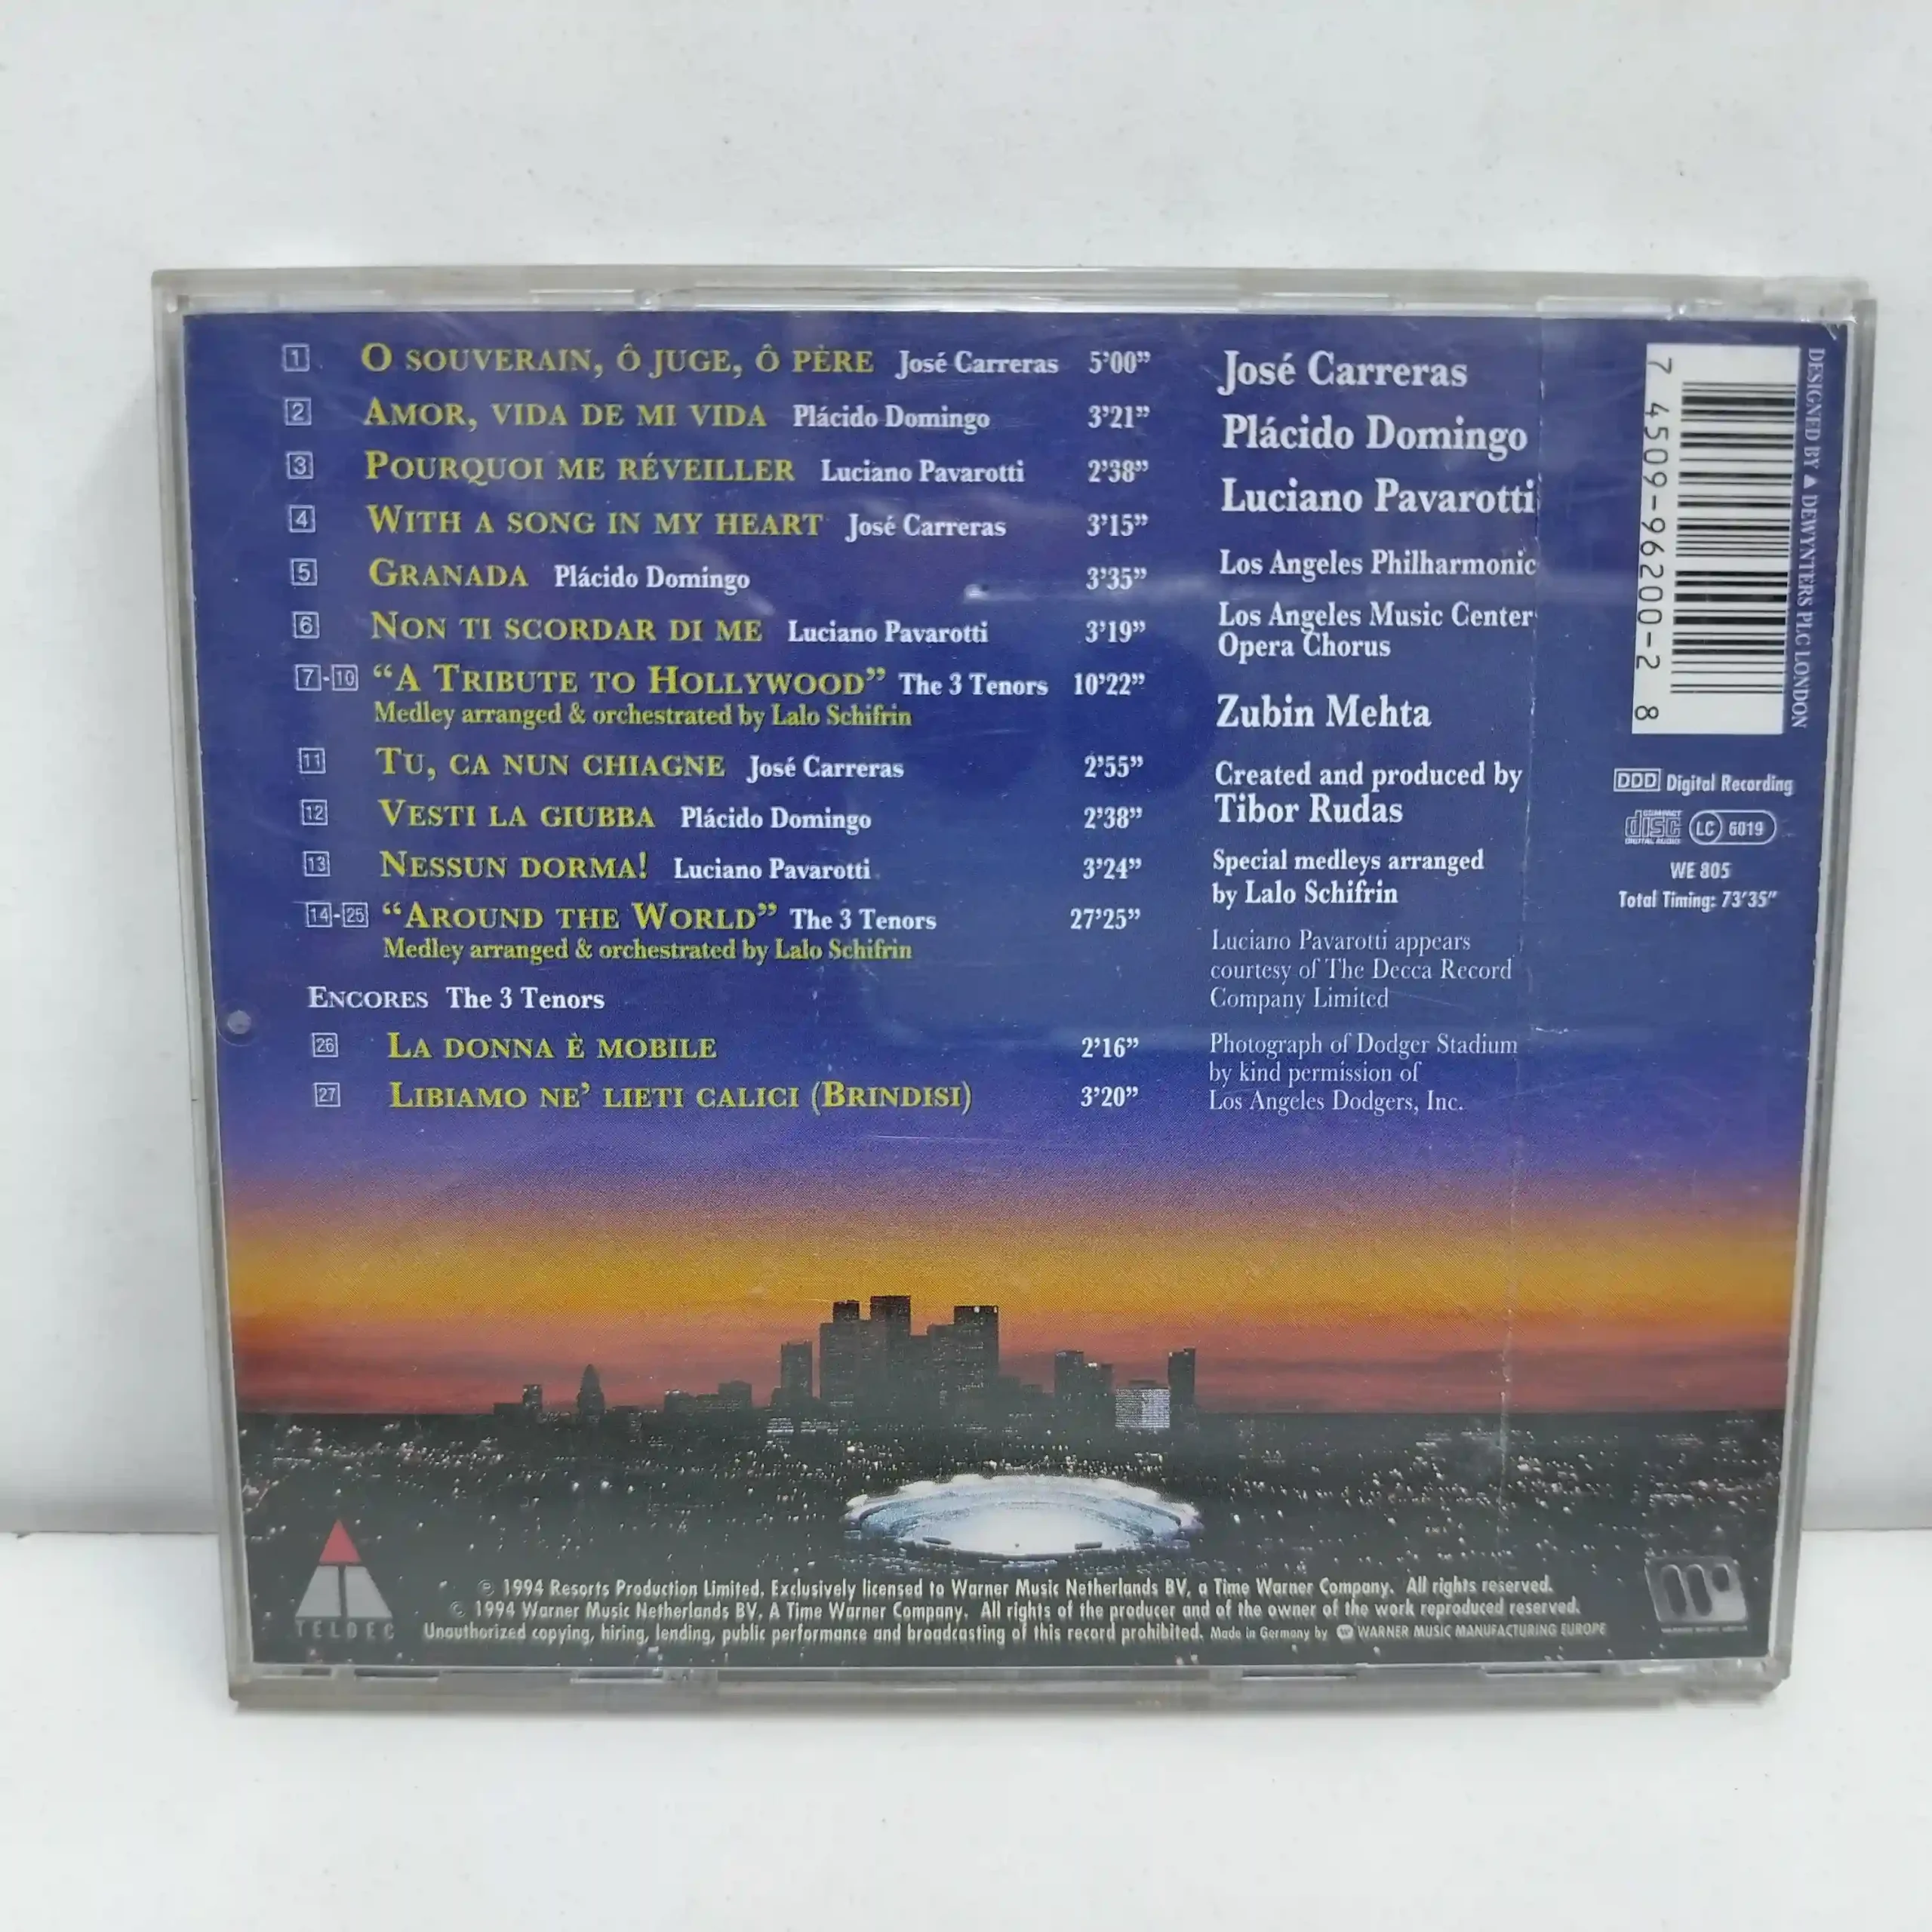 1 O SOUVERAIN, Ô JUGE, Ô PÈRE José Carreras 5'00”
2 AMOR, VIDA DE MI VIDA Plácido Domingo 3'21”
3 POURQUOI ME RÉVEILLER Luciano Pavarotti 2'38”
4 WITH A SONG IN MY HEART José Carreras 3'15”
5 GRANADA Plácido Domingo 3'35”
6 NON TI SCORDAR DI ME Luciano Pavarotti 3'19”
7-10 “A TRIBUTE TO HOLLYWOOD” The 3 Tenors 10'22”
Medley arranged & orchestrated by Lalo Schifrin
11 TU, CA NUN CHIAGNE José Carreras 2'55”
12 VESTI LA GIUBBA Plácido Domingo 2'38”
13 NESSUN DORMA! Luciano Pavarotti 3'24”
14-25 “AROUND THE WORLD” The 3 Tenors 27'25”
Medley arranged & orchestrated by Lalo Schifrin
ENCORES The 3 Tenors
26 LA DONNA È MOBILE 2'16”
27 LIBIAMO NE' LIETI CALICI (BRINDISI) 3'20”
José Carreras
Plácido Domingo
Luciano Pavarotti
Los Angeles Philharmonic
Los Angeles Music Center
Opera Chorus
Zubin Mehta
Created and produced by
Tibor Rudas
Special medleys arranged
by Lalo Schifrin
Luciano Pavarotti appears
courtesy of The Decca Record
Company Limited
Photograph of Dodger Stadium
by kind permission of
Los Angeles Dodgers, Inc.
7 4509-96200-2 8
DESIGNED BY ▲ DEWYNTERS PLC LONDON
DDD Digital Recording
COMPACT disc DIGITAL AUDIO LC 6019
WE 805
Total Timing: 73'35”
TELDEC
℗ 1994 Resorts Production Limited. Exclusively licensed to Warner Music Netherlands BV, a Time Warner Company. All rights reserved.
© 1994 Warner Music Netherlands BV. A Time Warner Company. All rights of the producer and of the owner of the work reproduced reserved.
Unauthorized copying, hiring, lending, public performance and broadcasting of this record prohibited. Made in Germany by WARNER MUSIC MANUFACTURING EUROPE